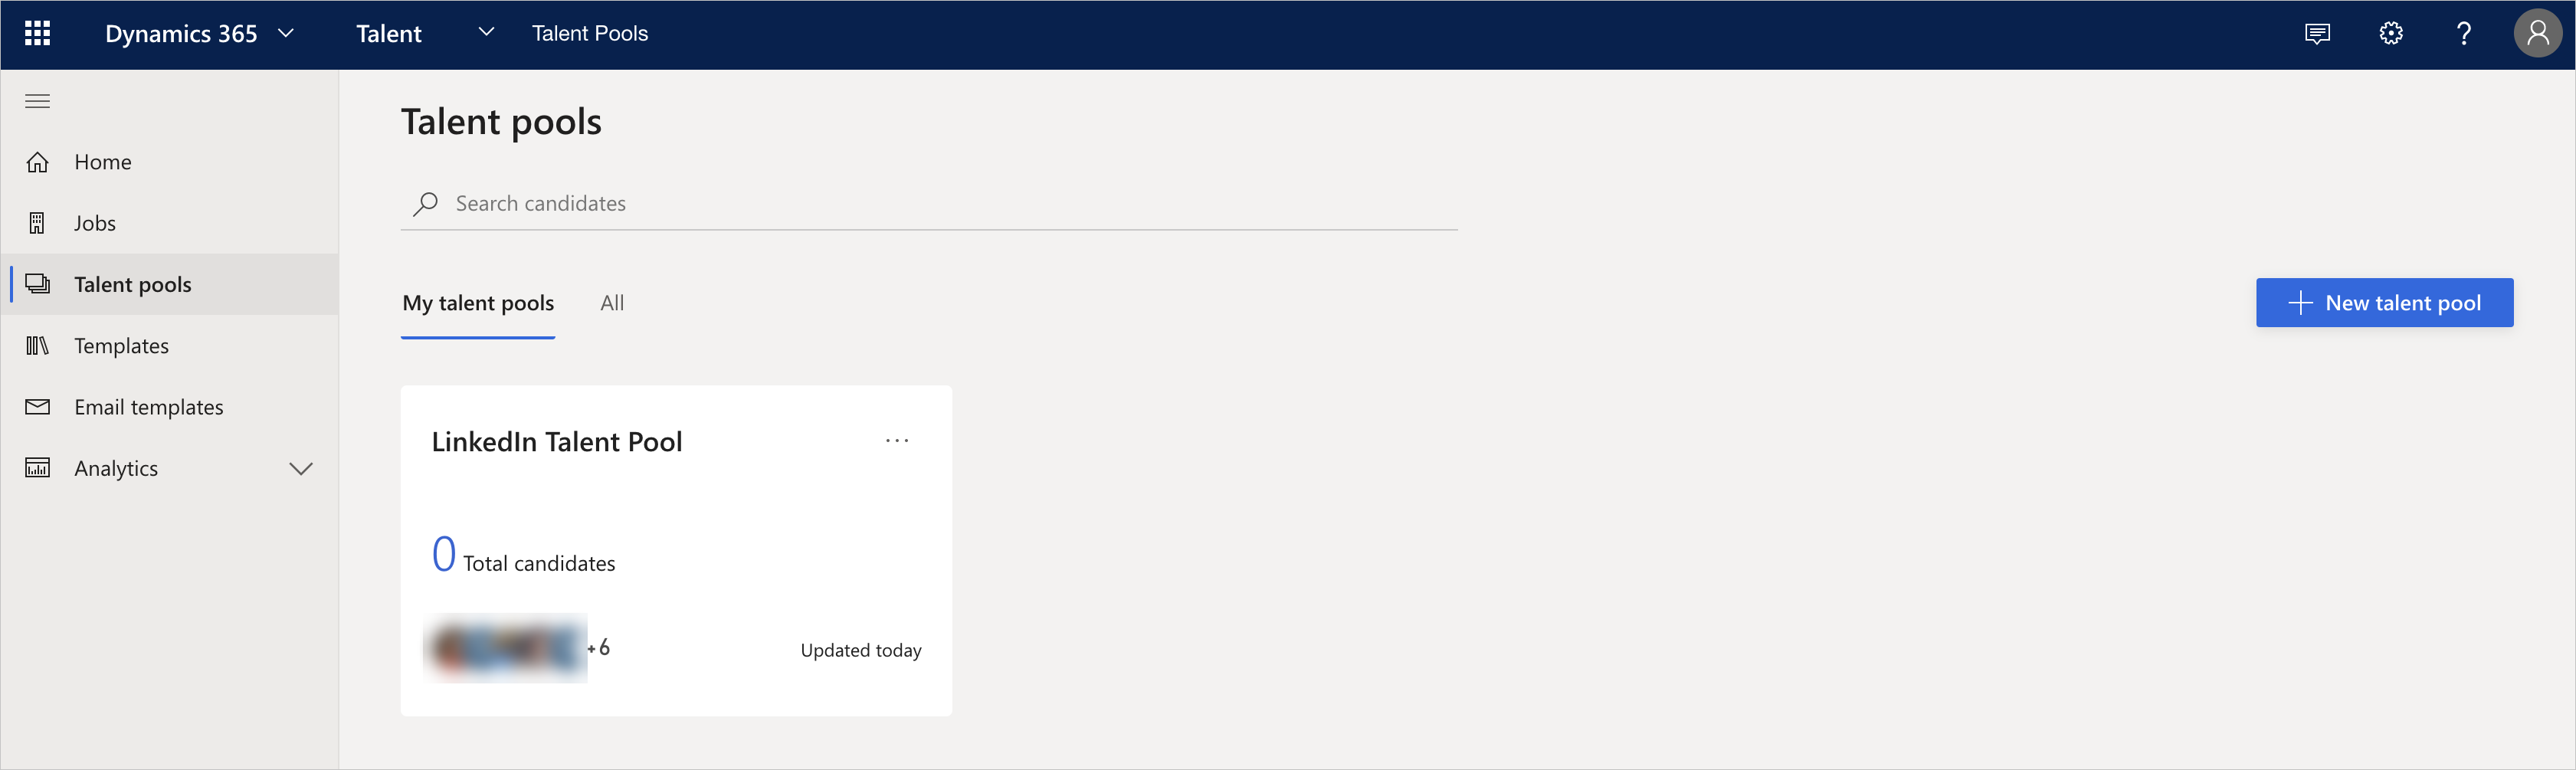 Dynamics 365
Talent
Talent Pools
Home
Jobs
Talent pools
Templates
Email templates
Analytics
Talent pools
Search candidates
My talent pools
All
New talent pool
LinkedIn Talent Pool
0 Total candidates
+6
Updated today